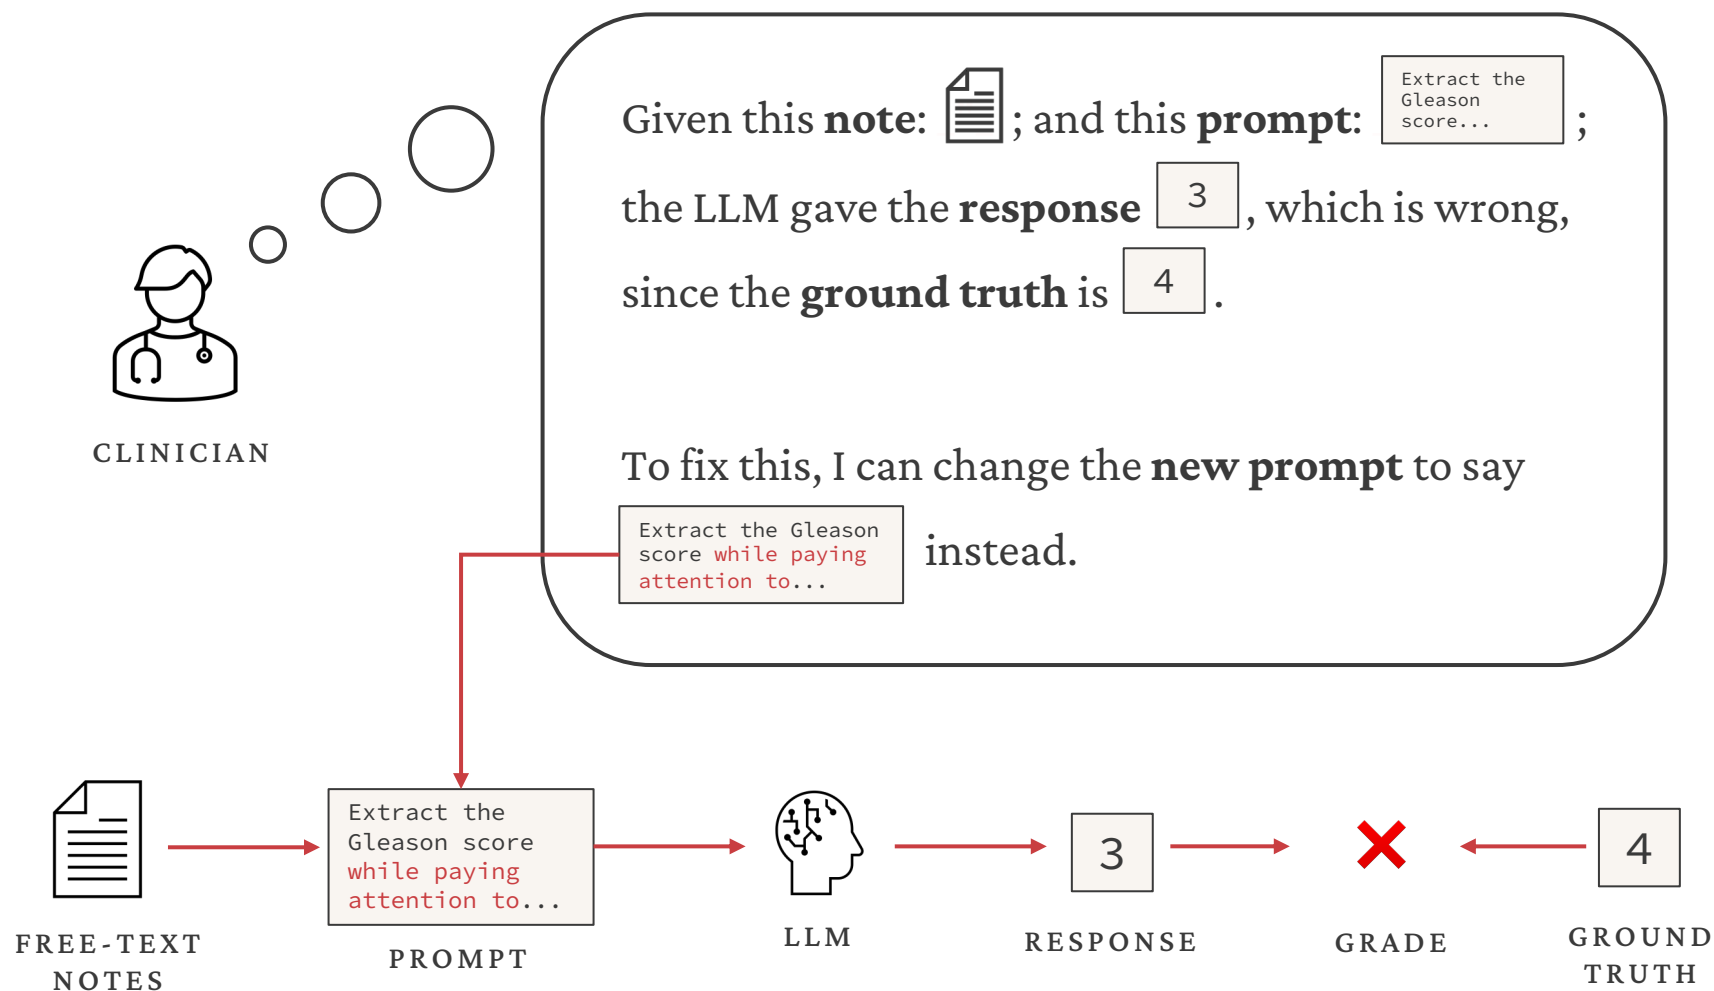 Given this note: ; and this prompt: ;
Extract the
Gleason
score...
the LLM gave the response 3 , which is wrong,
since the ground truth is 4 .
CLINICIAN
To fix this, I can change the new prompt to say
Extract the Gleason
score while paying
attention to...
instead.
Extract the
Gleason score
while paying
attention to...
3
4
FREE-TEXT
NOTES
PROMPT
LLM
RESPONSE
GRADE
GROUND
TRUTH